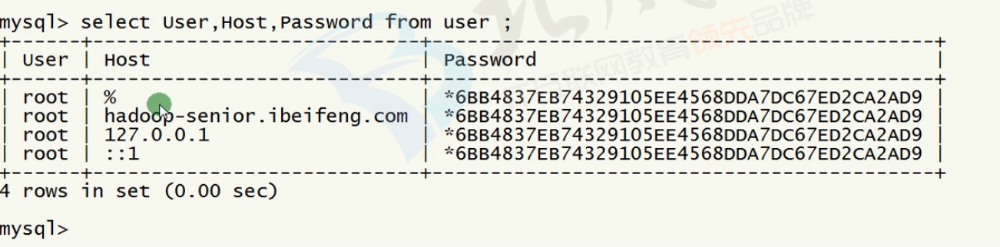 mysql> select User,Host,Password from user ;
+------+----------------------------+-------------------------------------------+
| User | Host                       | Password                                  |
+------+----------------------------+-------------------------------------------+
| root | %                          | *6BB4837EB74329105EE4568DDA7DC67ED2CA2AD9 |
| root | hadoop-senior.ibeifeng.com | *6BB4837EB74329105EE4568DDA7DC67ED2CA2AD9 |
| root | 127.0.0.1                  | *6BB4837EB74329105EE4568DDA7DC67ED2CA2AD9 |
| root | ::1                        | *6BB4837EB74329105EE4568DDA7DC67ED2CA2AD9 |
+------+----------------------------+-------------------------------------------+
4 rows in set (0.00 sec)
mysql>
互联网教育领先品牌